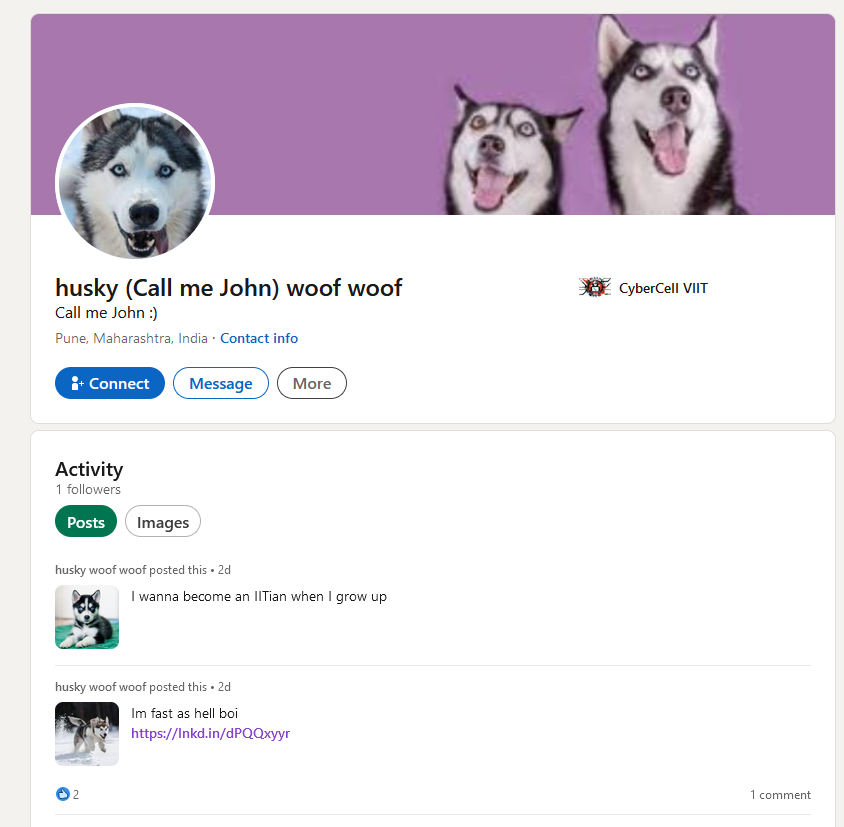 husky (Call me John) woof woof
CyberCell VIIT
Call me John :)
Pune, Maharashtra, India · Contact info
Connect
Message
More
Activity
1 followers
Posts
Images
husky woof woof posted this • 2d
I wanna become an IITian when I grow up
husky woof woof posted this • 2d
Im fast as hell boi
https://lnkd.in/dPQQxyyr
2
1 comment